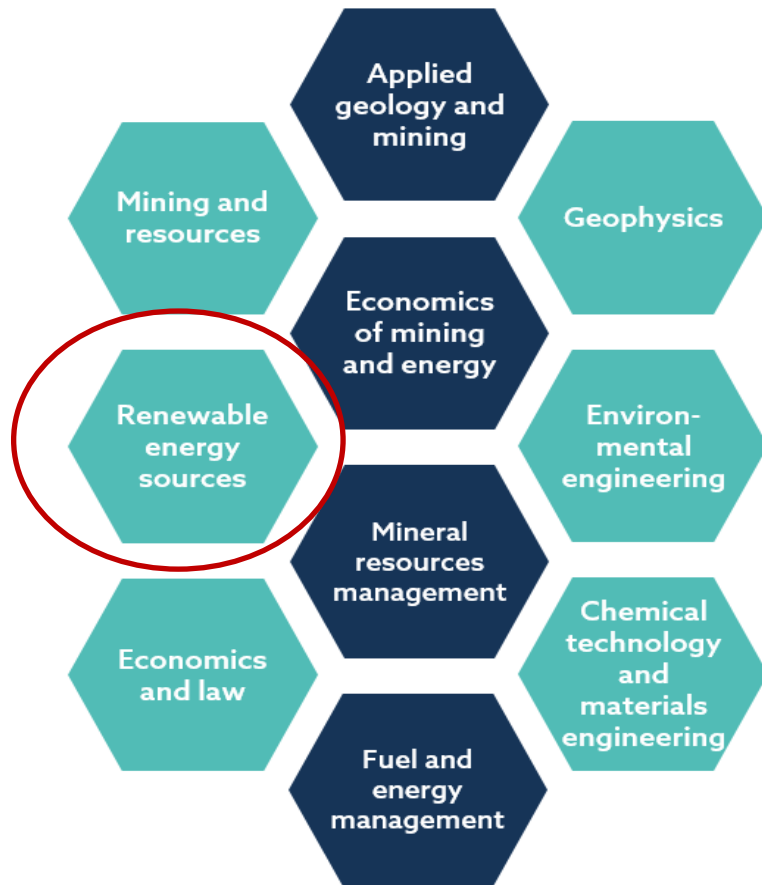 Applied
geology and
mining
Mining and
resources
Geophysics
Economics
of mining
and energy
Renewable
energy
sources
Environ-
mental
engineering
Mineral
resources
management
Economics
and law
Chemical
technology
and
materials
engineering
Fuel and
energy
management